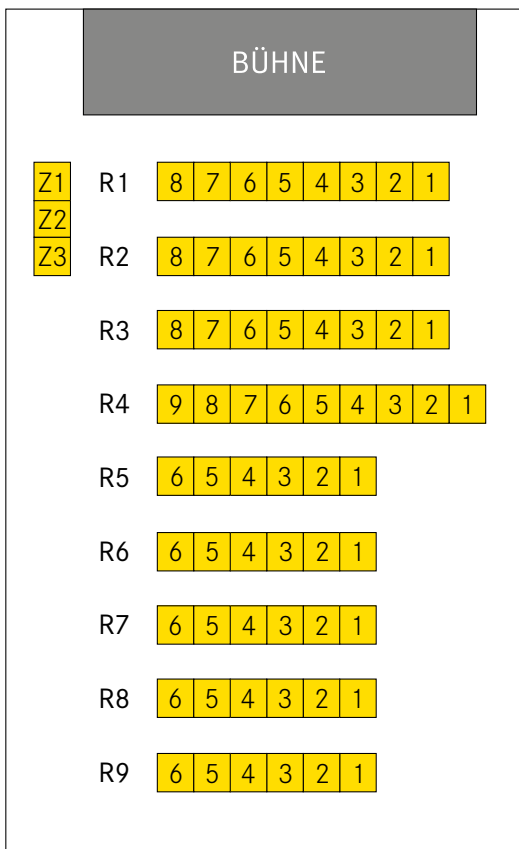 BÜHNE
Z1 R1 8 7 6 5 4 3 2 1
Z2
Z3 R2 8 7 6 5 4 3 2 1
R3 8 7 6 5 4 3 2 1
R4 9 8 7 6 5 4 3 2 1
R5 6 5 4 3 2 1
R6 6 5 4 3 2 1
R7 6 5 4 3 2 1
R8 6 5 4 3 2 1
R9 6 5 4 3 2 1